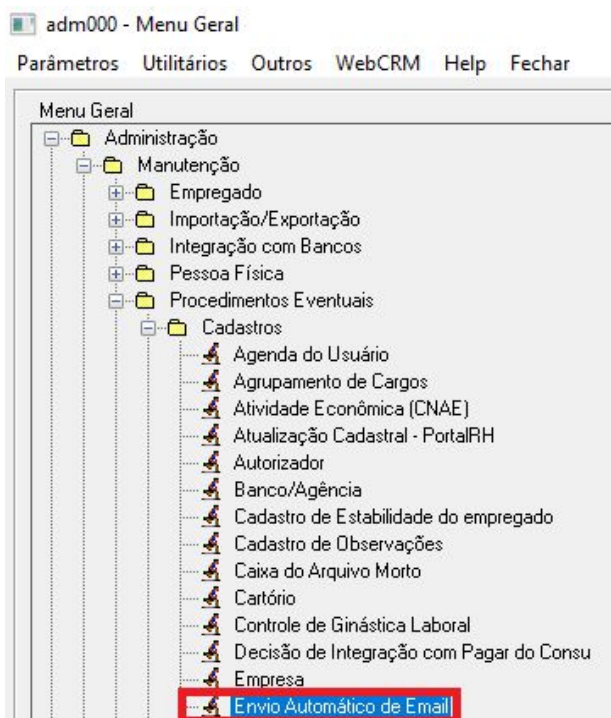 adm000 - Menu Geral
Parâmetros Utilitários Outros WebCRM Help Fechar
Menu Geral
Administração
Manutenção
Empregado
Importação/Exportação
Integração com Bancos
Pessoa Física
Procedimentos Eventuais
Cadastros
Agenda do Usuário
Agrupamento de Cargos
Atividade Econômica (CNAE)
Atualização Cadastral - PortalRH
Autorizador
Banco/Agência
Cadastro de Estabilidade do empregado
Cadastro de Observações
Caixa do Arquivo Morto
Cartório
Controle de Ginástica Laboral
Decisão de Integração com Pagar do Consu
Empresa
Envio Automático de Email